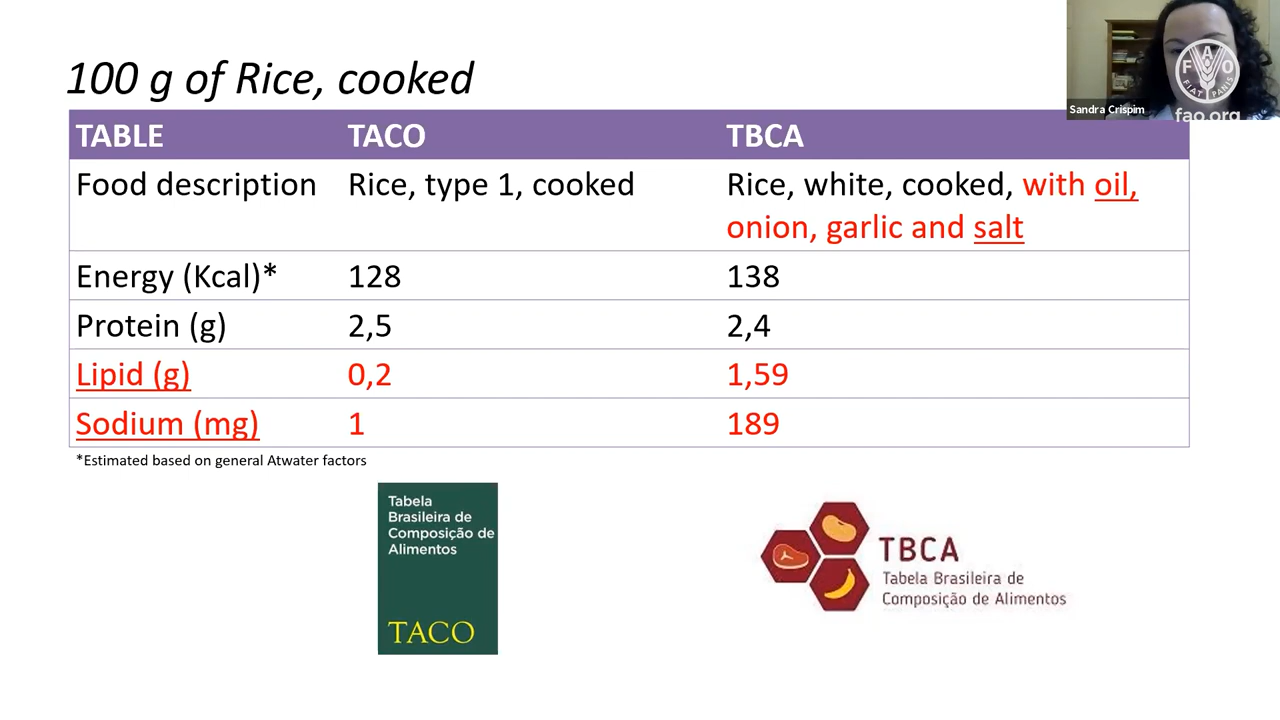 100 g of Rice, cooked
Sandra Crispim
FAO
FIAT PANIS
fao.org
TABLE TACO TBCA
Food description Rice, type 1, cooked Rice, white, cooked, with oil,
onion, garlic and salt
Energy (Kcal)* 128 138
Protein (g) 2,5 2,4
Lipid (g) 0,2 1,59
Sodium (mg) 1 189
*Estimated based on general Atwater factors
Tabela
Brasileira de
Composição de
Alimentos
TACO
TBCA
Tabela Brasileira de
Composição de Alimentos